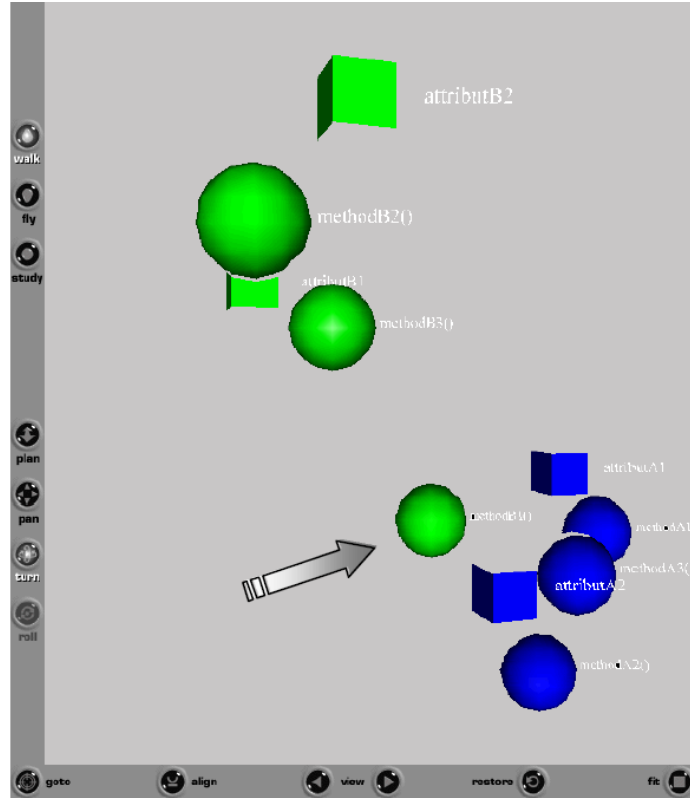 attributB2
walk
methodB2()
fly
study
attributB1
methodB3()
plan
attributA1
pan
methodA1
methodA3(
turn
attributA2
roll
methodA2()
goto
align
view
restore
fit